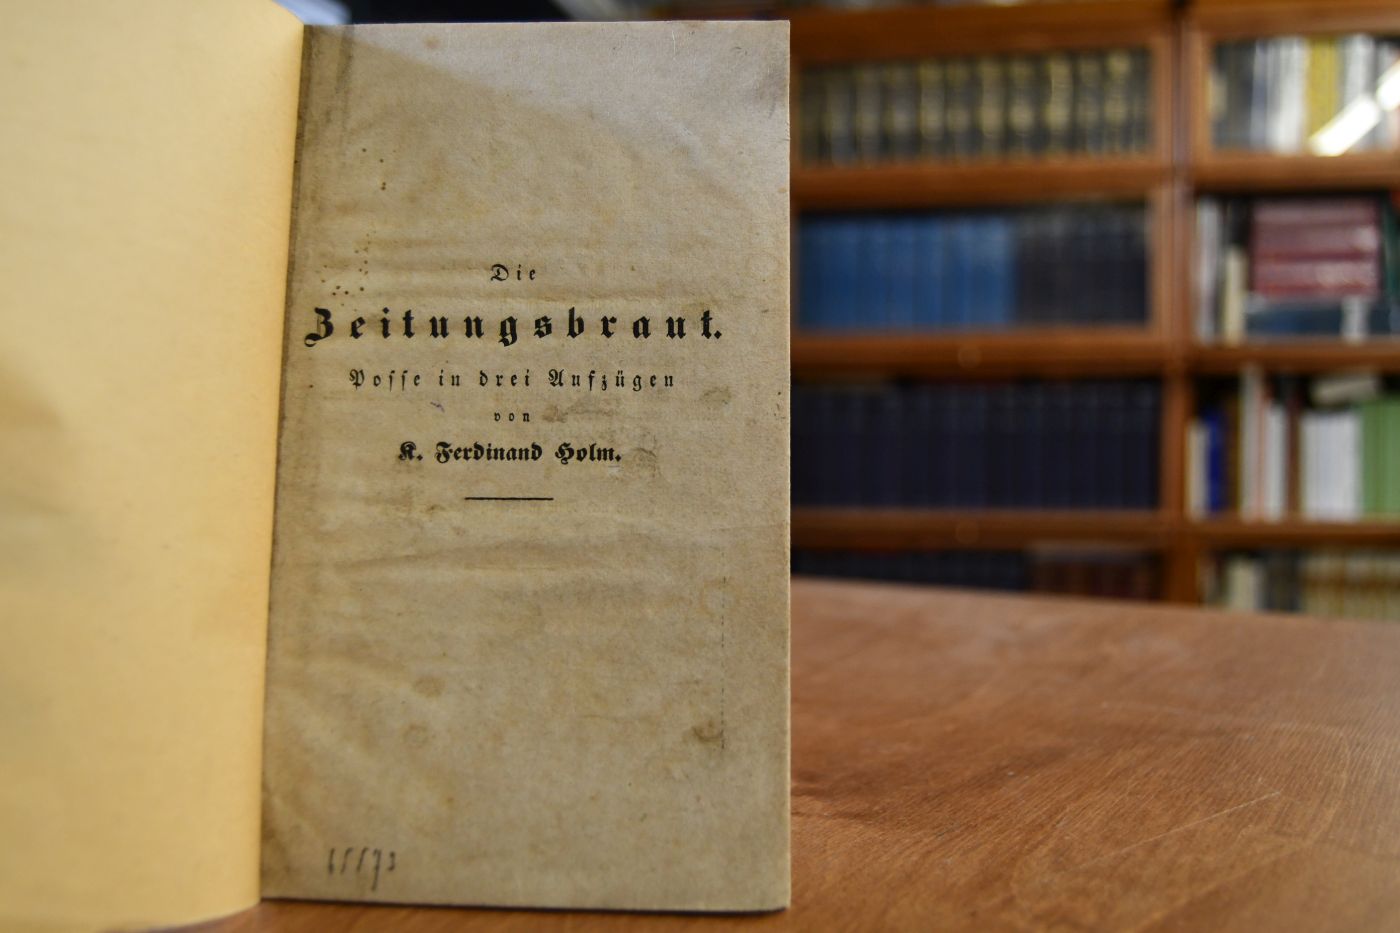 Die
Zeitungsbraut.
Posse in drei Aufzügen
von
K. Ferdinand Holm.